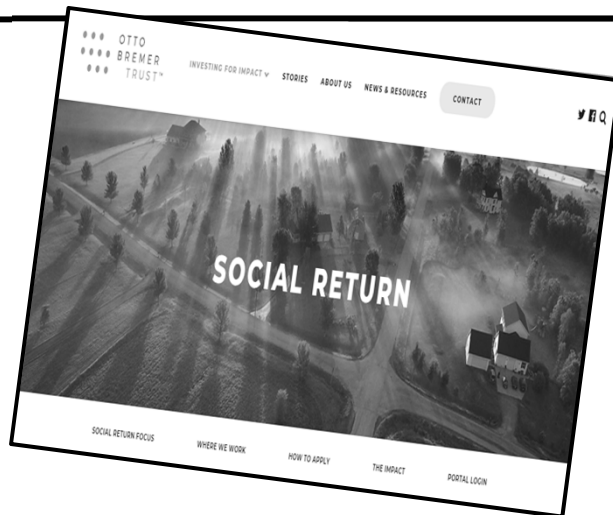 OTTO
BREMER
TRUST™
INVESTING FOR IMPACT STORIES ABOUT US NEWS & RESOURCES CONTACT
SOCIAL RETURN
SOCIAL RETURN FOCUS WHERE WE WORK HOW TO APPLY THE IMPACT PORTAL LOGIN